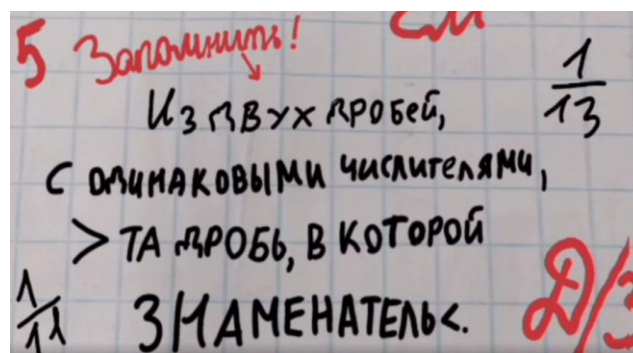 5 Запомнить!
Из двух дробей,
1/13
с одинаковыми числителями,
> та дробь, в которой
1/11
знаменатель <.
Д/З